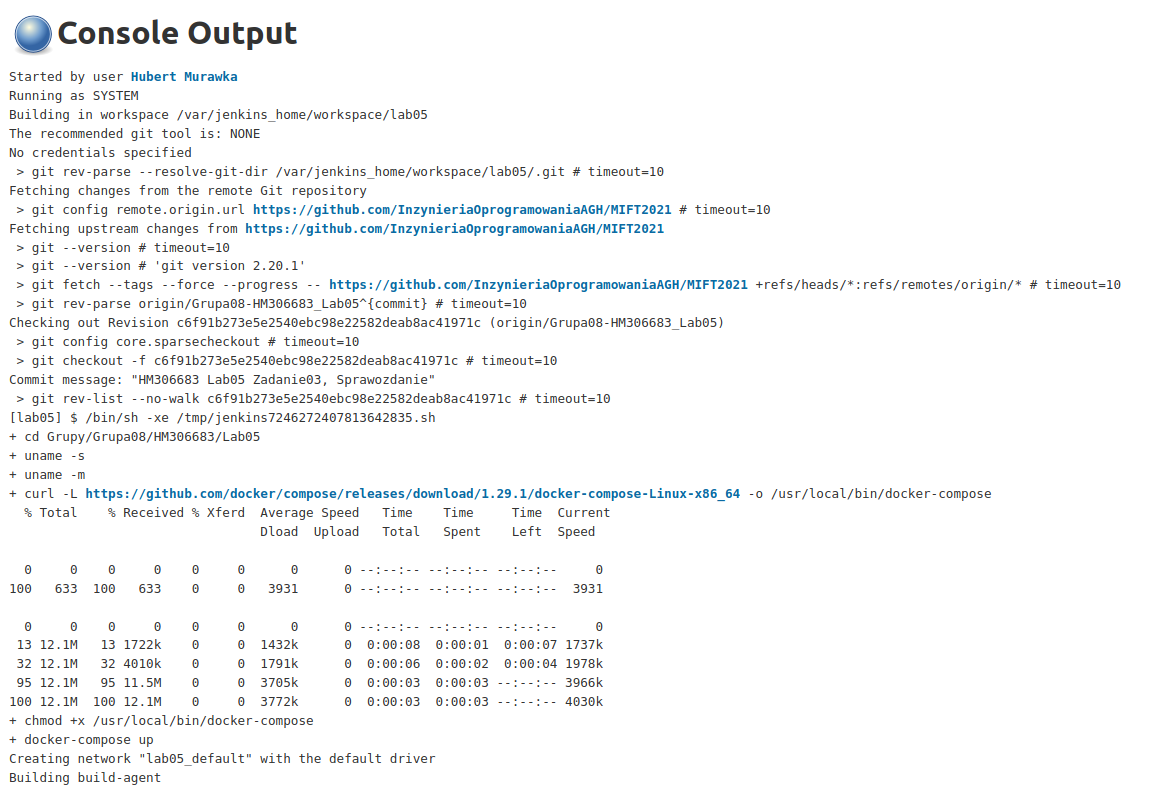 Console Output
Started by user Hubert Murawka
Running as SYSTEM
Building in workspace /var/jenkins_home/workspace/lab05
The recommended git tool is: NONE
No credentials specified
 > git rev-parse --resolve-git-dir /var/jenkins_home/workspace/lab05/.git # timeout=10
Fetching changes from the remote Git repository
 > git config remote.origin.url https://github.com/InzynieriaOprogramowaniaAGH/MIFT2021 # timeout=10
Fetching upstream changes from https://github.com/InzynieriaOprogramowaniaAGH/MIFT2021
 > git --version # timeout=10
 > git --version # 'git version 2.20.1'
 > git fetch --tags --force --progress -- https://github.com/InzynieriaOprogramowaniaAGH/MIFT2021 +refs/heads/*:refs/remotes/origin/* # timeout=10
 > git rev-parse origin/Grupa08-HM306683_Lab05^{commit} # timeout=10
Checking out Revision c6f91b273e5e2540ebc98e22582deab8ac41971c (origin/Grupa08-HM306683_Lab05)
 > git config core.sparsecheckout # timeout=10
 > git checkout -f c6f91b273e5e2540ebc98e22582deab8ac41971c # timeout=10
Commit message: "HM306683 Lab05 Zadanie03, Sprawozdanie"
 > git rev-list --no-walk c6f91b273e5e2540ebc98e22582deab8ac41971c # timeout=10
[lab05] $ /bin/sh -xe /tmp/jenkins7246272407813642835.sh
+ cd Grupy/Grupa08/HM306683/Lab05
+ uname -s
+ uname -m
+ curl -L https://github.com/docker/compose/releases/download/1.29.1/docker-compose-Linux-x86_64 -o /usr/local/bin/docker-compose
  % Total    % Received % Xferd  Average Speed   Time    Time     Time  Current
                                 Dload  Upload   Total   Spent    Left  Speed
  0     0    0     0    0     0      0      0 --:--:-- --:--:-- --:--:--     0
100   633  100   633    0     0   3931      0 --:--:-- --:--:-- --:--:--  3931
  0     0    0     0    0     0      0      0 --:--:-- --:--:-- --:--:--     0
 13 12.1M   13 1722k    0     0  1432k      0  0:00:08  0:00:01  0:00:07 1737k
 32 12.1M   32 4010k    0     0  1791k      0  0:00:06  0:00:02  0:00:04 1978k
 95 12.1M   95 11.5M    0     0  3705k      0  0:00:03  0:00:03 --:--:-- 3966k
100 12.1M  100 12.1M    0     0  3772k      0  0:00:03  0:00:03 --:--:-- 4030k
+ chmod +x /usr/local/bin/docker-compose
+ docker-compose up
Creating network "lab05_default" with the default driver
Building build-agent